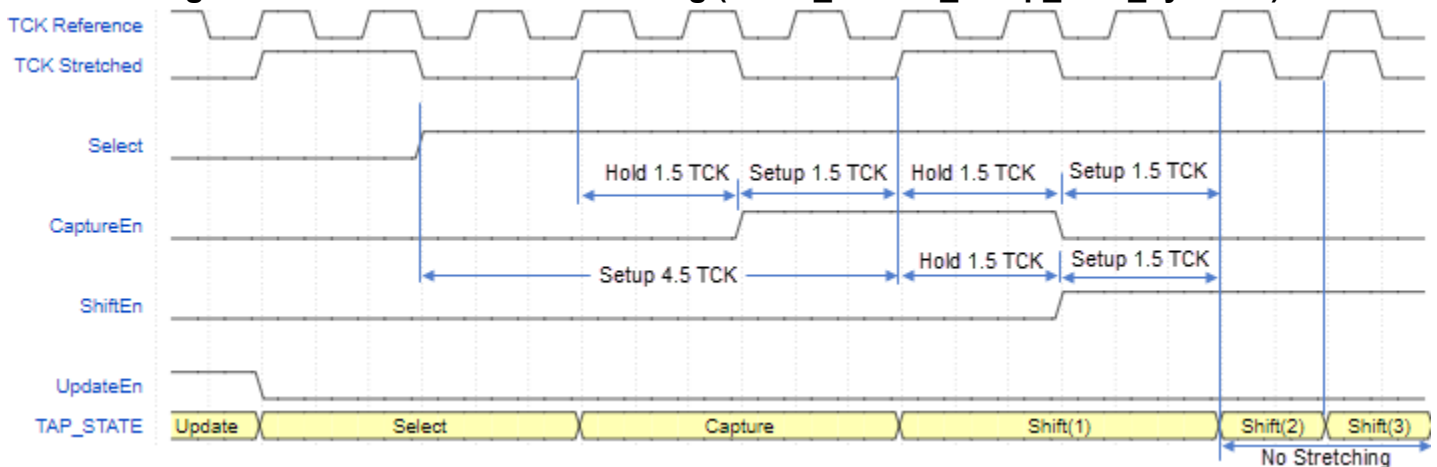 TCK Reference
TCK Stretched
Select
Hold 1.5 TCK Setup 1.5 TCK Hold 1.5 TCK Setup 1.5 TCK
CaptureEn
Setup 4.5 TCK Hold 1.5 TCK Setup 1.5 TCK
ShiftEn
UpdateEn
TAP_STATE Update Select Capture Shift(1) Shift(2) Shift(3)
No Stretching